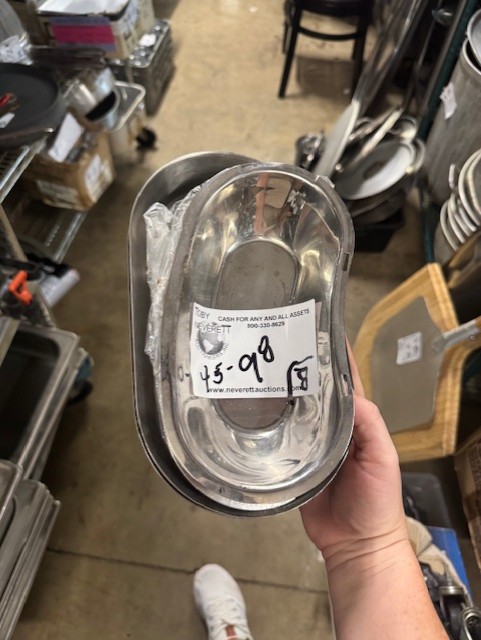 TOBY
NEVERETT
CASH FOR ANY AND ALL ASSETS
800-330-8629
45-98
www.neverettauctions.com